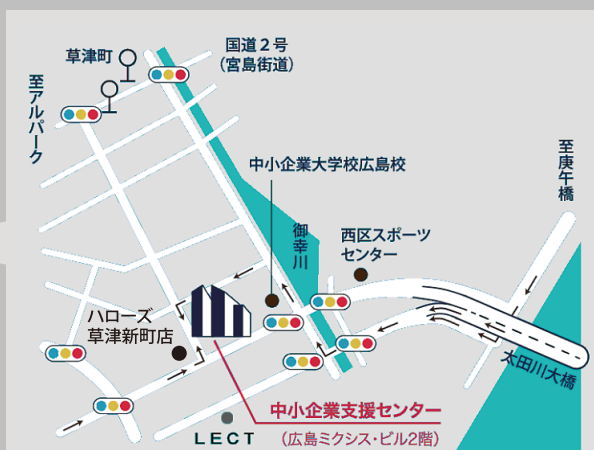 国道２号
（宮島街道）
草津町
至アルパーク
中小企業大学校広島校
至庚午橋
御幸川
西区スポーツ
センター
ハローズ
草津新町店
太田川大橋
中小企業支援センター
（広島ミクシス・ビル2階）
LECT